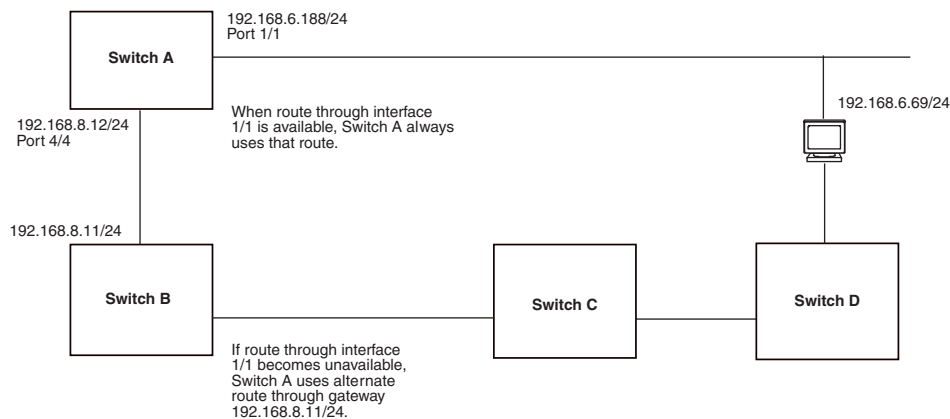 192.168.6.188/24
Port 1/1
Switch A
192.168.6.69/24
When route through interface
1/1 is available, Switch A always
uses that route.
192.168.8.12/24
Port 4/4
192.168.8.11/24
Switch B
Switch C
Switch D
If route through interface
1/1 becomes unavailable,
Switch A uses alternate
route through gateway
192.168.8.11/24.